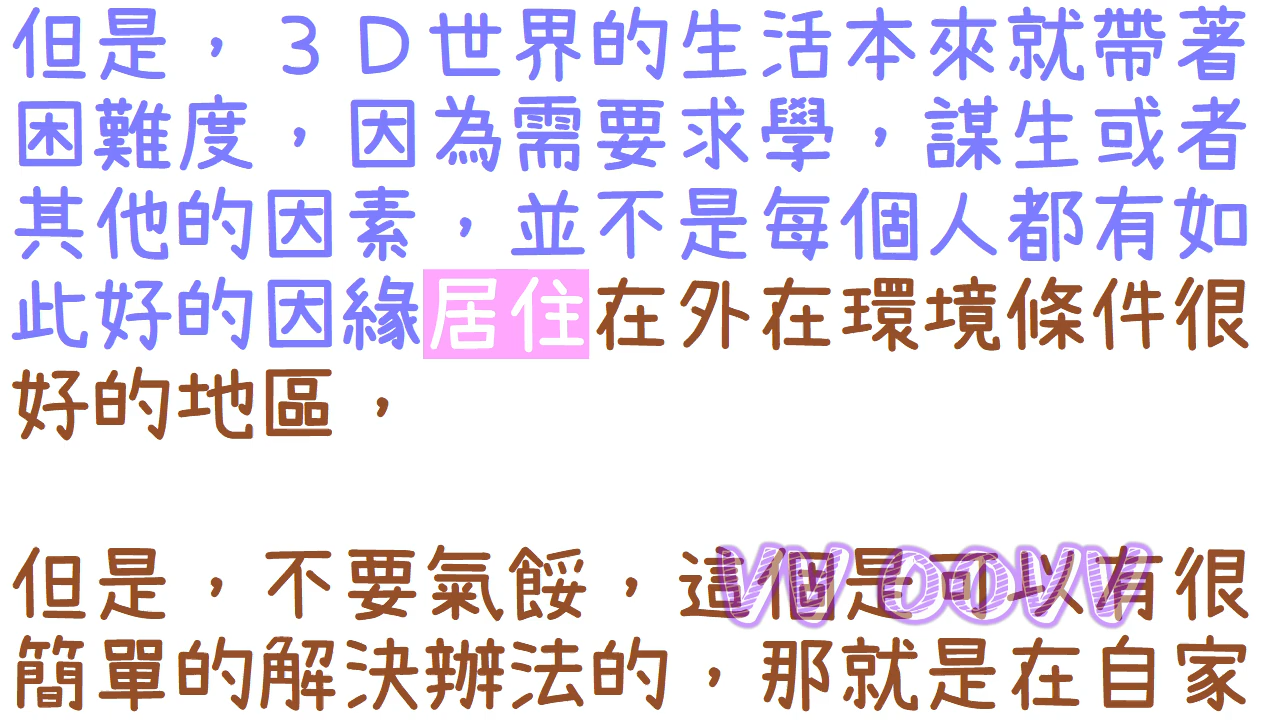 但是，３Ｄ世界的生活本來就帶著
困難度，因為需要求學，謀生或者
其他的因素，並不是每個人都有如
此好的因緣居住在外在環境條件很
好的地區，
但是，不要氣餒，這個是可以有很
簡單的解決辦法的，那就是在自家
VV OOVV